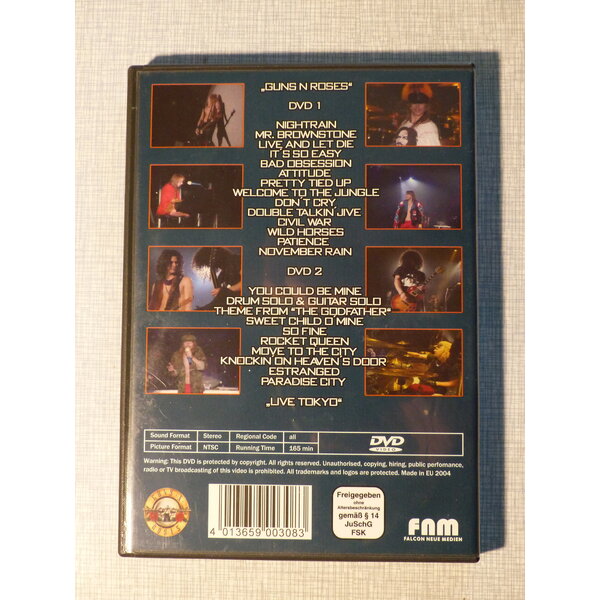 „GUNS N ROSES“
DVD 1
NIGHTRAIN
MR. BROWNSTONE
LIVE AND LET DIE
IT´S SO EASY
BAD OBSESSION
ATTITUDE
PRETTY TIED UP
WELCOME TO THE JUNGLE
DON´T CRY
DOUBLE TALKIN´JIVE
CIVIL WAR
WILD HORSES
PATIENCE
NOVEMBER RAIN
DVD 2
YOU COULD BE MINE
DRUM SOLO & GUITAR SOLO
THEME FROM "THE GODFATHER"
SWEET CHILD O´MINE
SO FINE
ROCKET QUEEN
MOVE TO THE CITY
KNOCKIN ON HEAVEN´S DOOR
ESTRANGED
PARADISE CITY
„LIVE TOKYO“
Sound Format Stereo Regional Code all
Picture Format NTSC Running Time 165 min
DVD
VIDEO
Warning: This DVD is protected by copyright. All rights reserved. Unauthorised, copying, hiring, public perfomance,
radio or TV broadcasting of this video is prohibited. All trademarks and logos are protected. Made in EU 2004
4 013659 003083
Freigegeben
ohne
Altersbeschränkung
gemäß § 14
JuSchG
FSK
FNM
FALCON NEUE MEDIEN